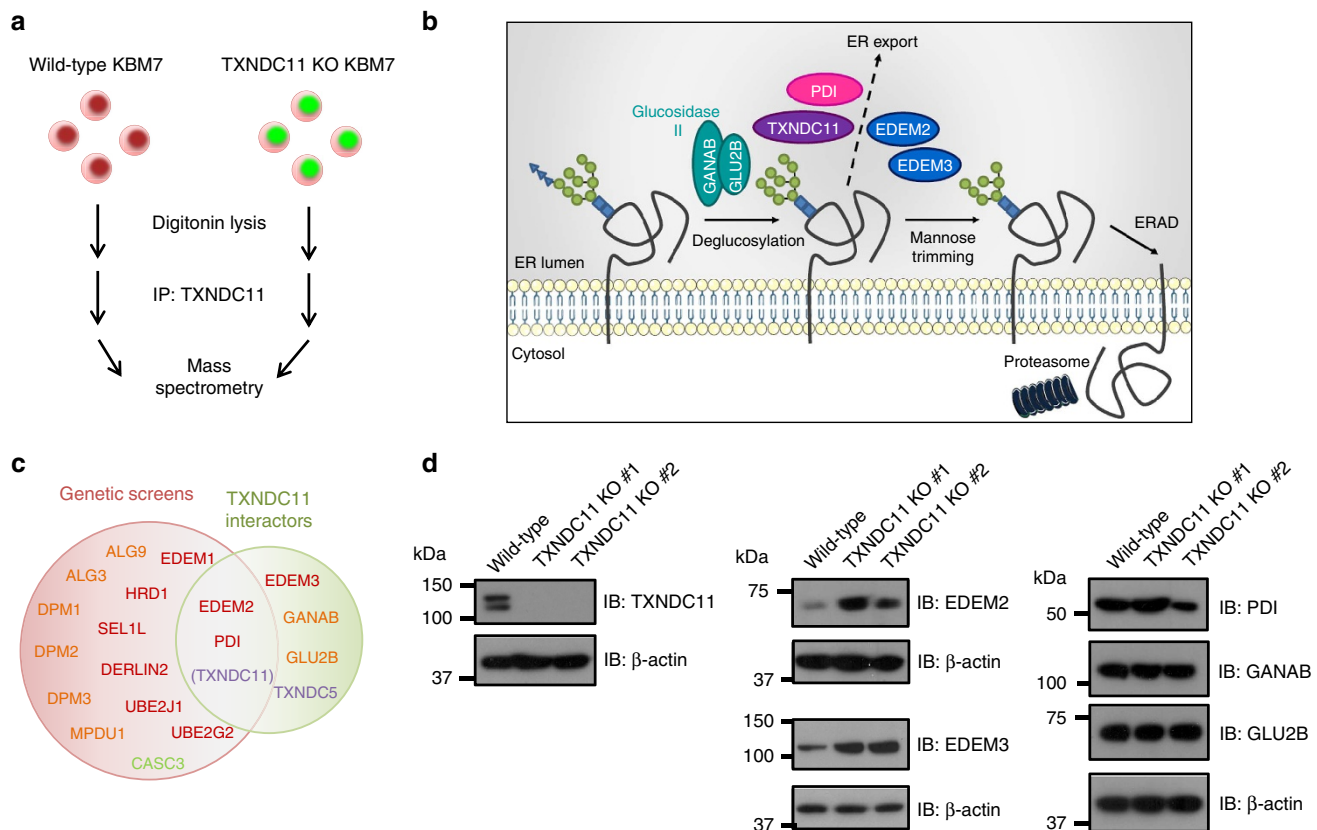 a
Wild-type KBM7
TXNDC11 KO KBM7
Digitonin lysis
IP: TXNDC11
Mass
spectrometry
b
ER export
PDI
Glucosidase
II
TXNDC11
EDEM2
GANAB
GLU2B
EDEM3
Deglucosylation
Mannose
trimming
ERAD
ER lumen
Cytosol
Proteasome
c
Genetic screens
TXNDC11
interactors
ALG9
EDEM1
ALG3
EDEM3
HRD1
DPM1
EDEM2
GANAB
SEL1L
PDI
DPM2
GLU2B
DERLIN2
(TXNDC11)
TXNDC5
DPM3
UBE2J1
MPDU1
UBE2G2
CASC3
d
kDa
Wild-type
TXNDC11 KO #1
TXNDC11 KO #2
150
100
IB: TXNDC11
37
IB: β-actin
kDa
Wild-type
TXNDC11 KO #1
TXNDC11 KO #2
75
IB: EDEM2
37
IB: β-actin
150
100
IB: EDEM3
37
IB: β-actin
kDa
Wild-type
TXNDC11 KO #1
TXNDC11 KO #2
50
IB: PDI
100
IB: GANAB
75
IB: GLU2B
37
IB: β-actin